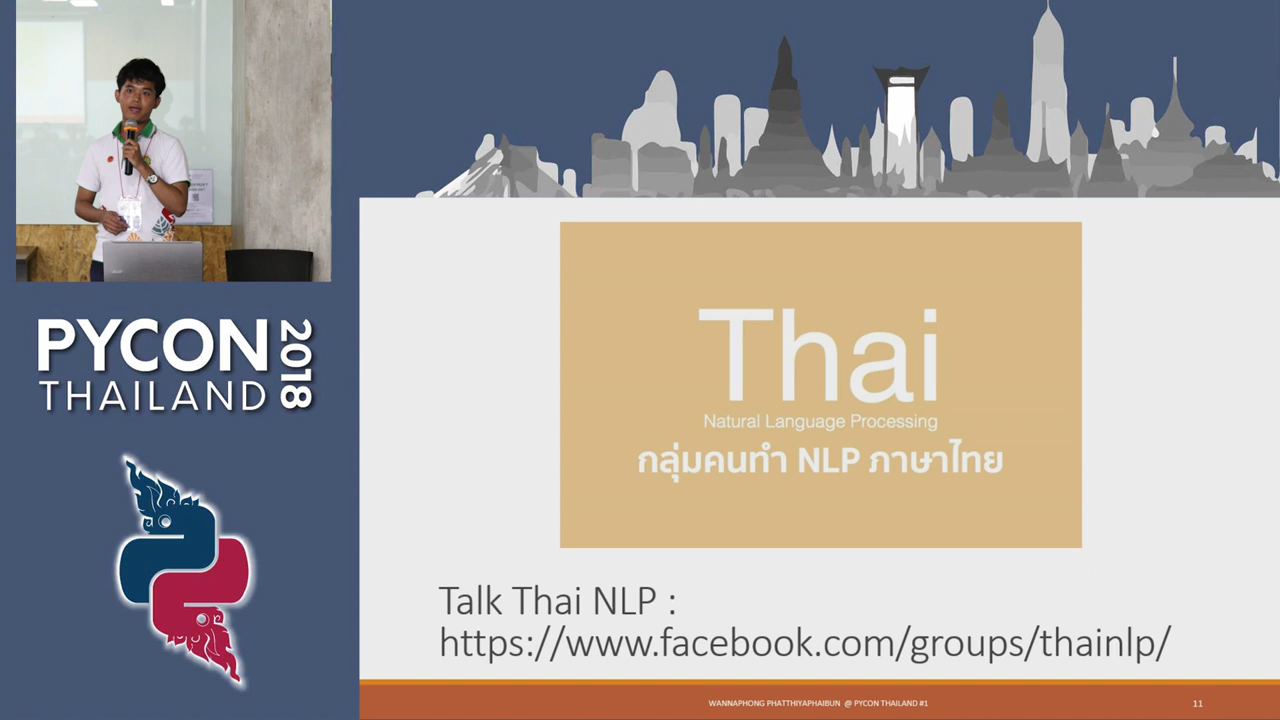 PYCON 2018
THAILAND
Thai
Natural Language Processing
กลุ่มคนทำ NLP ภาษาไทย
Talk Thai NLP :
https://www.facebook.com/groups/thainlp/
WANNAPHONG PHATTHIYAPHAIBUN @ PYCON THAILAND #1
11